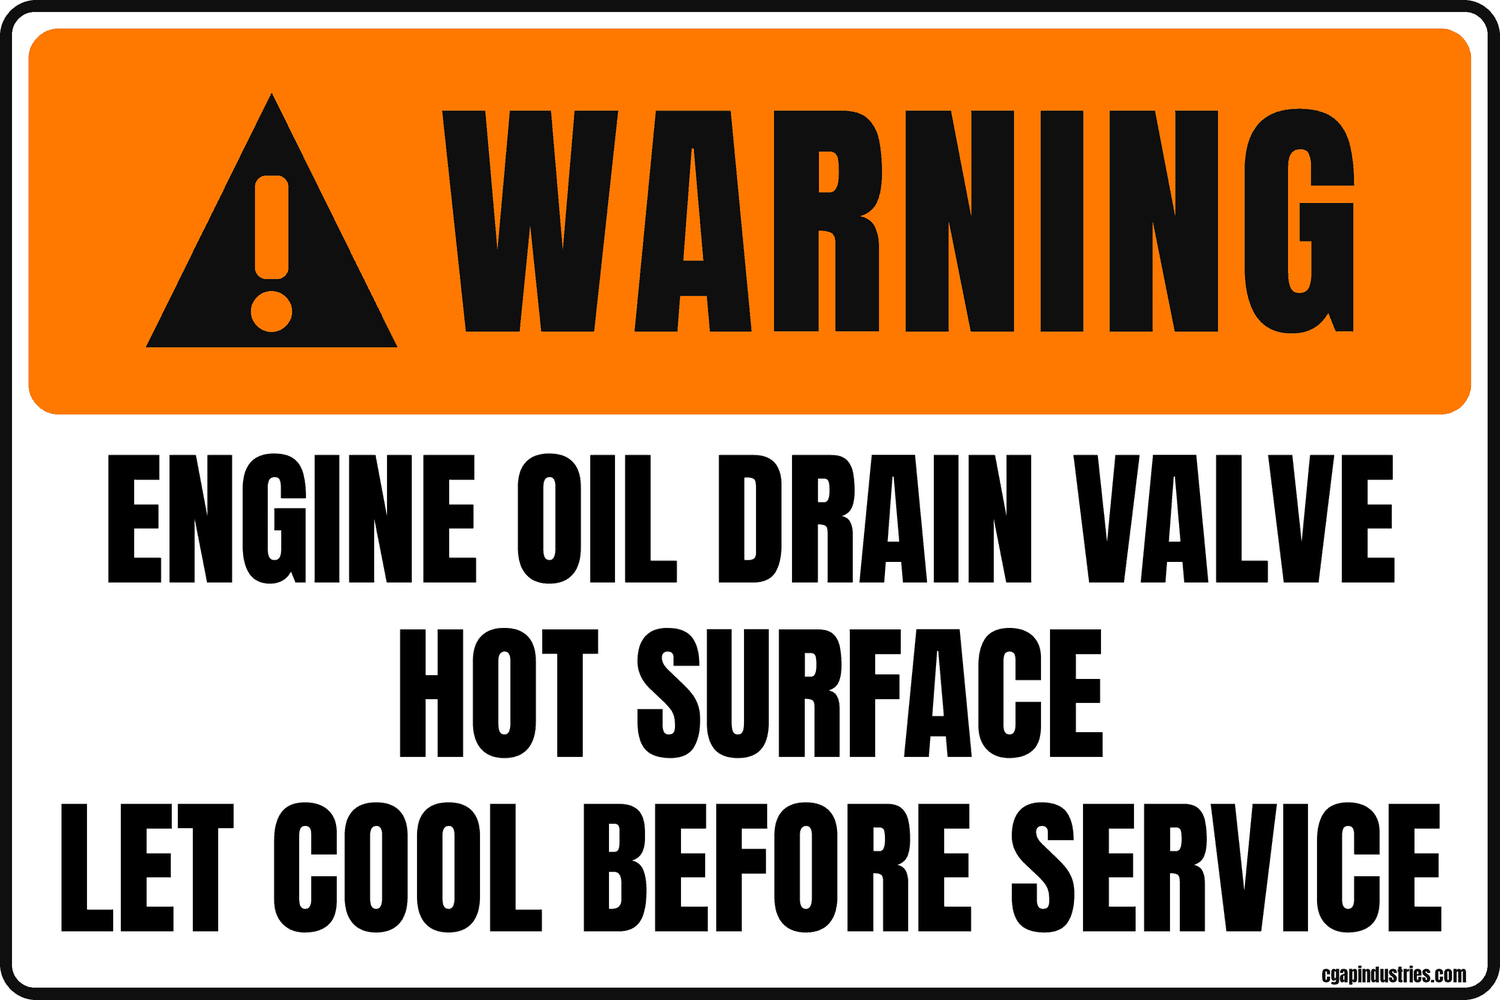 WARNING
ENGINE OIL DRAIN VALVE
HOT SURFACE
LET COOL BEFORE SERVICE
cgapindustries.com